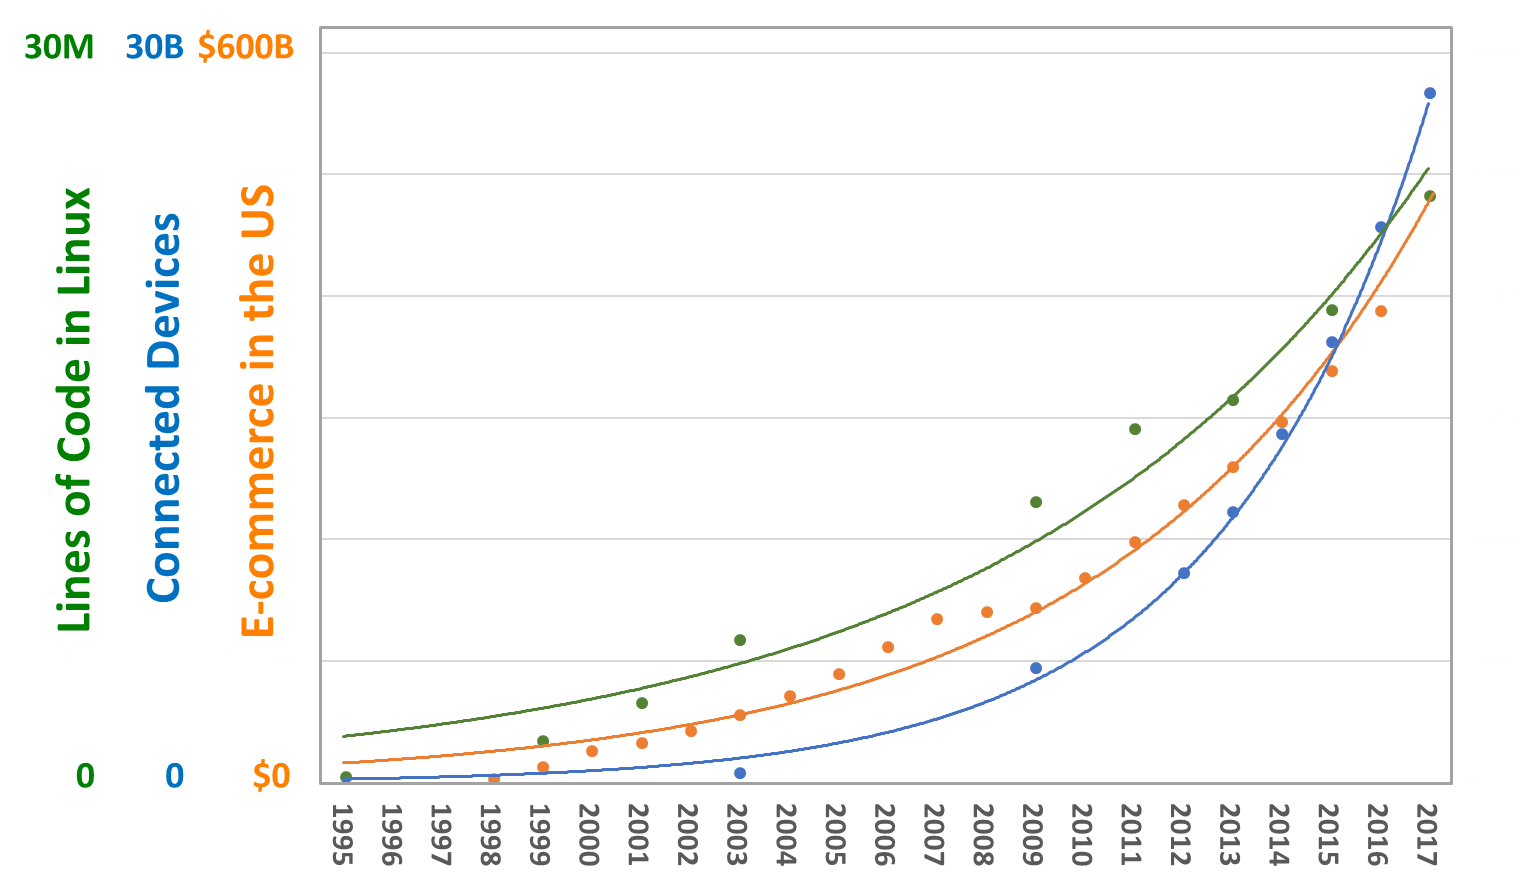 30M 30B $600B
Lines of Code in Linux
Connected Devices
E-commerce in the US
0 0 $0
1995 1996 1997 1998 1999 2000 2001 2002 2003 2004 2005 2006 2007 2008 2009 2010 2011 2012 2013 2014 2015 2016 2017